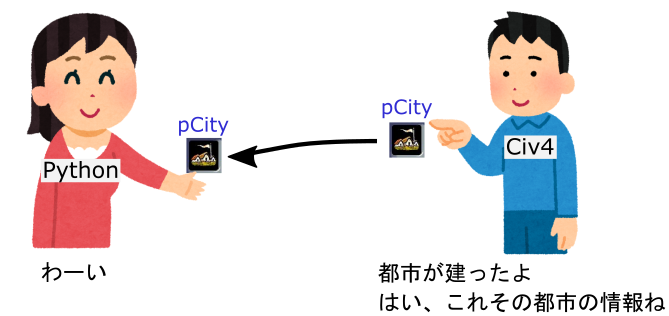 pCity
pCity
Python
Civ4
わーい
都市が建ったよ
はい、これその都市の情報ね